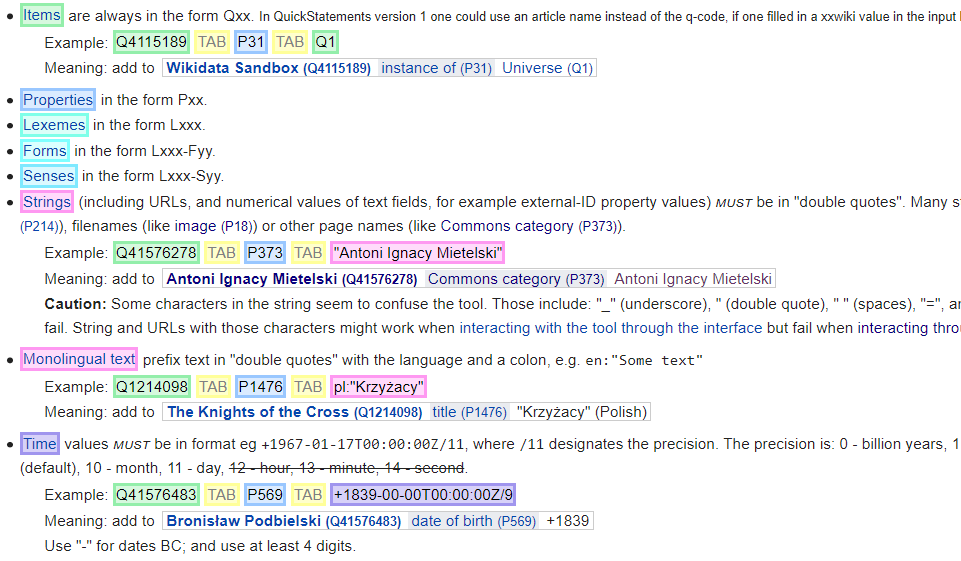 Items are always in the form Qxx. In QuickStatements version 1 one could use an article name instead of the q-code, if one filled in a xxwiki value in the input
Example: Q4115189 TAB P31 TAB Q1
Meaning: add to Wikidata Sandbox (Q4115189) instance of (P31) Universe (Q1)
Properties in the form Pxx.
Lexemes in the form Lxxx.
Forms in the form Lxxx-Fyy.
Senses in the form Lxxx-Syy.
Strings (including URLs, and numerical values of text fields, for example external-ID property values) MUST be in "double quotes". Many
(P214)), filenames (like image (P18)) or other page names (like Commons category (P373)).
Example: Q41576278 TAB P373 TAB "Antoni Ignacy Mietelski"
Meaning: add to Antoni Ignacy Mietelski (Q41576278) Commons category (P373) Antoni Ignacy Mietelski
Caution: Some characters in the string seem to confuse the tool. Those include: "_" (underscore), " (double quote), " " (spaces), "=",
fail. String and URLs with those characters might work when interacting with the tool through the interface but fail when interacting
Monolingual text prefix text in "double quotes" with the language and a colon, e.g. en:"Some text"
Example: Q1214098 TAB P1476 TAB pl:"Krzyżacy"
Meaning: add to The Knights of the Cross (Q1214098) title (P1476) "Krzyżacy" (Polish)
Time values MUST be in format eg +1967-01-17T00:00:00Z/11, where /11 designates the precision. The precision is: 0 - billion years, 1
(default), 10 - month, 11 - day, 12 - hour, 13 - minute, 14 - second.
Example: Q41576483 TAB P569 TAB +1839-00-00T00:00:00Z/9
Meaning: add to Bronisław Podbielski (Q41576483) date of birth (P569) +1839
Use "-" for dates BC; and use at least 4 digits.